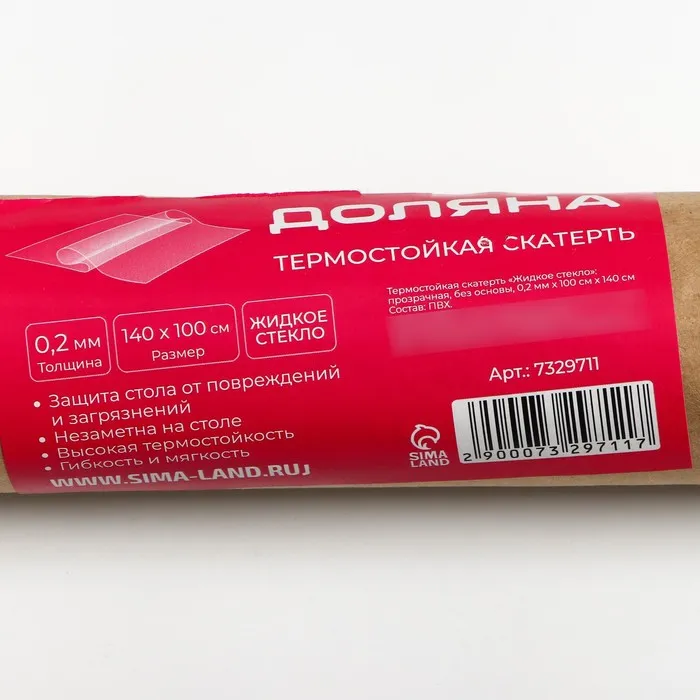 ДОЛЯНА
ТЕРМОСТОЙКАЯ СКАТЕРТЬ
Термостойкая скатерть «Жидкое стекло»:
прозрачная, без основы, 0,2 мм х 100 см х 140 см
Состав: ПВХ.
0,2 мм
Толщина
140 х 100 см
Размер
ЖИДКОЕ
СТЕКЛО
• Защита стола от повреждений
и загрязнений
• Незаметна на столе
• Высокая термостойкость
• Гибкость и мягкость
WWW.SIMA-LAND.RU
Арт.: 7329711
SIMA
LAND
2 900073 297117